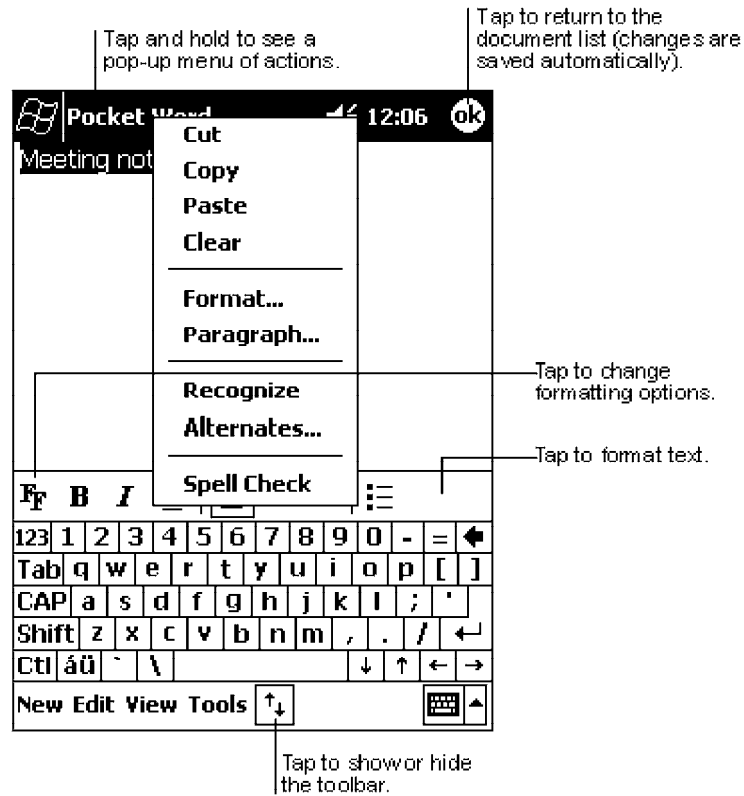 Tap to return to the
document list (changes are
saved automatically).
Tap and hold to see a
pop-up menu of actions.
Pocket Word 12:06 ok
Meeting not
Cut
Copy
Paste
Clear
Format...
Paragraph...
Recognize
Alternates...
Spell Check
Tap to change
formatting options.
Tap to format text.
FF B I
123 1 2 3 4 5 6 7 8 9 0 - =
Tab q w e r t y u i o p [ ]
CAP a s d f g h j k l ; '
Shift z x c v b n m , . /
Ctl áü ` \ ↓ ↑ ← →
New Edit View Tools
Tap to show or hide
the toolbar.